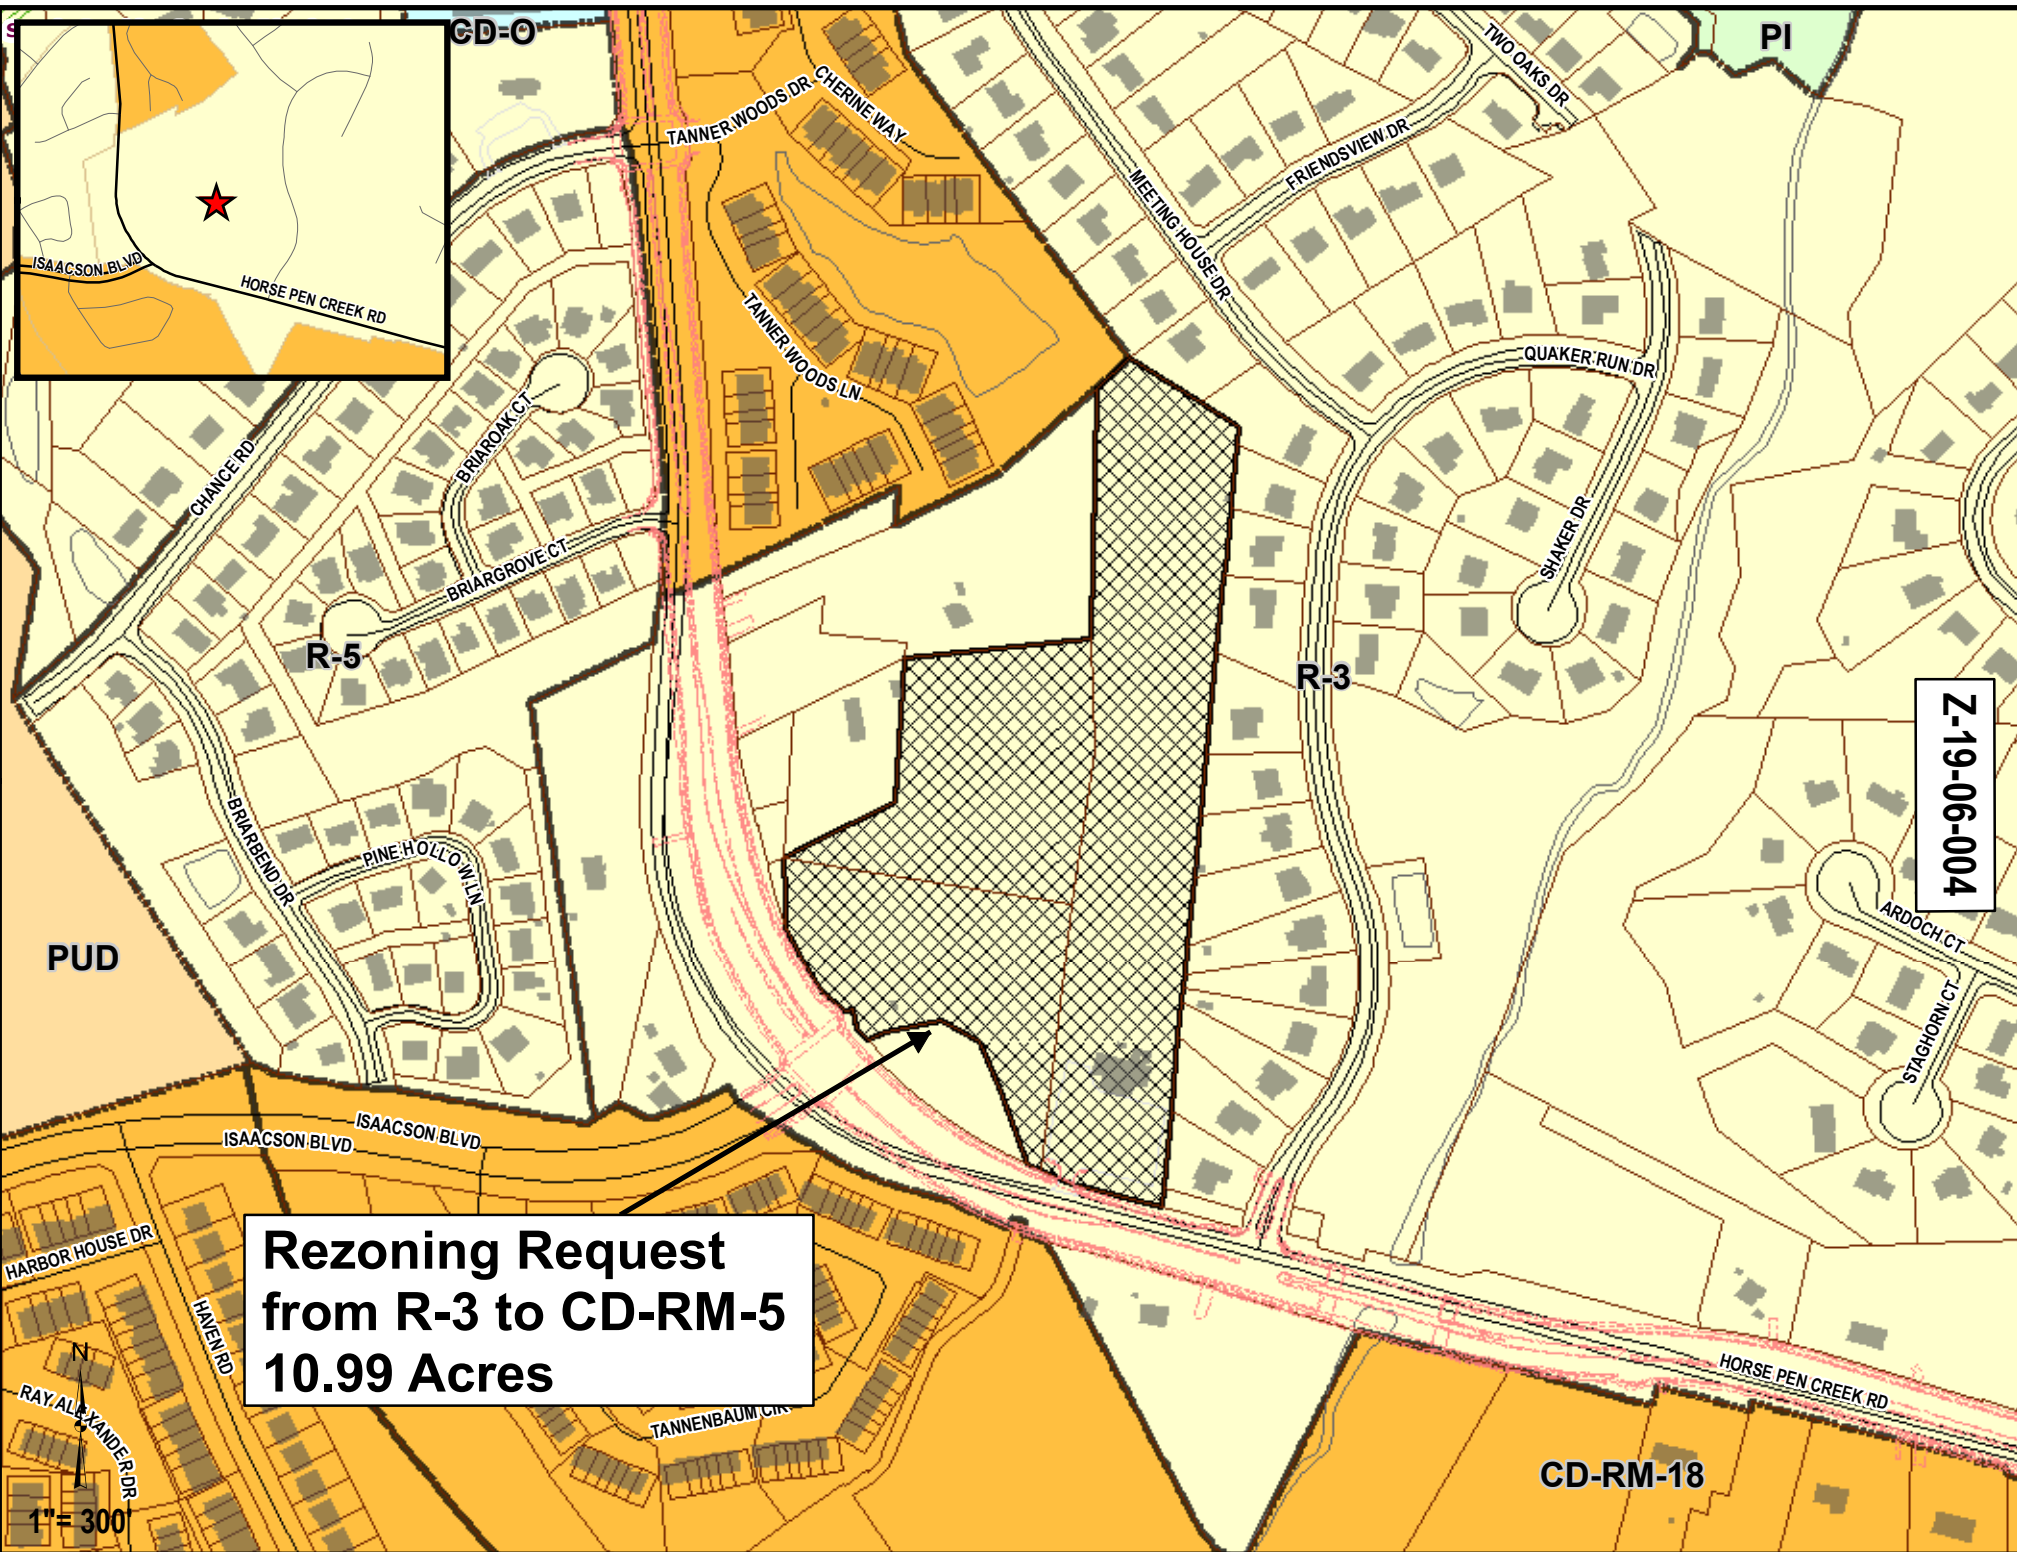 S
CD-O
PI
TWO OAKS DR
CHERINE WAY
TANNER WOODS DR
FRIENDSVIEW DR
MEETING HOUSE DR
ISAACSON BLVD
HORSE PEN CREEK RD
TANNER WOODS LN
QUAKER RUN DR
BRIAROAK CT
CHANCE RD
SHAKER DR
BRIARGROVE CT
R-5
R-3
Z-19-06-004
BRIARBEND DR
PINE HOLLOW LN
ARDOCH CT
PUD
STAGHORN CT
ISAACSON BLVD
ISAACSON BLVD
HARBOR HOUSE DR
HAVEN RD
Rezoning Request
from R-3 to CD-RM-5
10.99 Acres
N
HORSE PEN CREEK RD
RAY ALEXANDER DR
TANNENBAUM CIR
CD-RM-18
1"= 300'